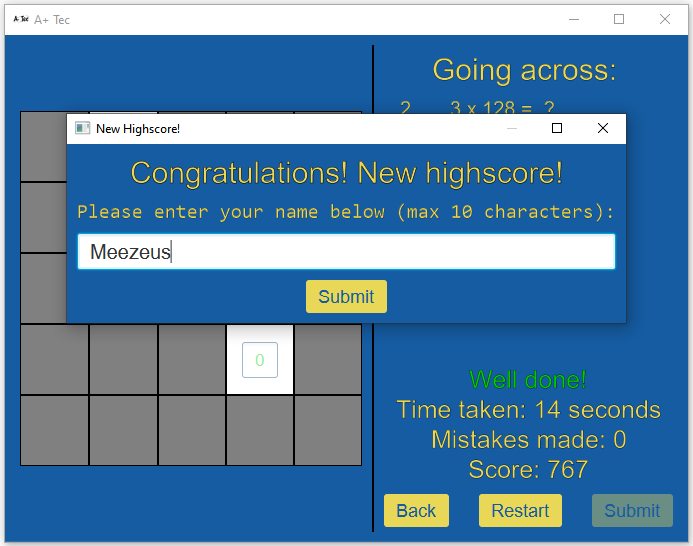 A+ Tec A+ Tec
Going across:
2 3 x 128 = ?
New Highscore!
Congratulations! New highscore!
Please enter your name below (max 10 characters):
Meezeus
Submit
0
Well done!
Time taken: 14 seconds
Mistakes made: 0
Score: 767
Back Restart Submit